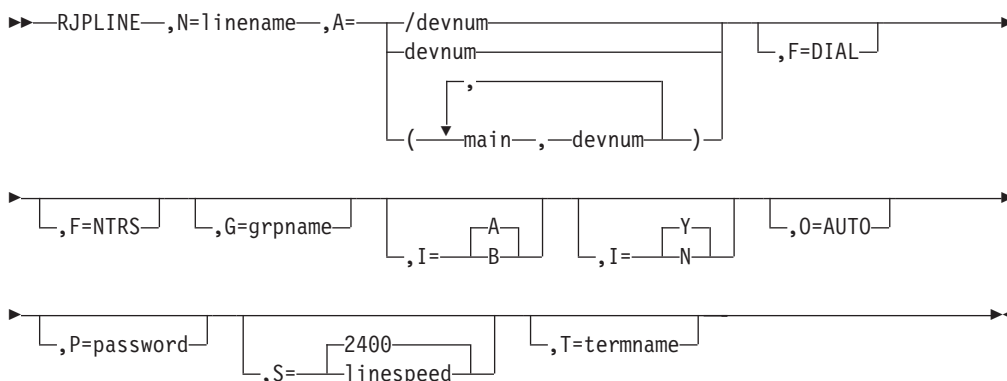 RJPLINE ,N=linename ,A= /devnum
devnum
,
( main , devnum )
,F=DIAL
,F=NTRS
,G=grpname
,I= A
B
,I= Y
N
,O=AUTO
,P=password
,S= 2400
linespeed
,T=termname